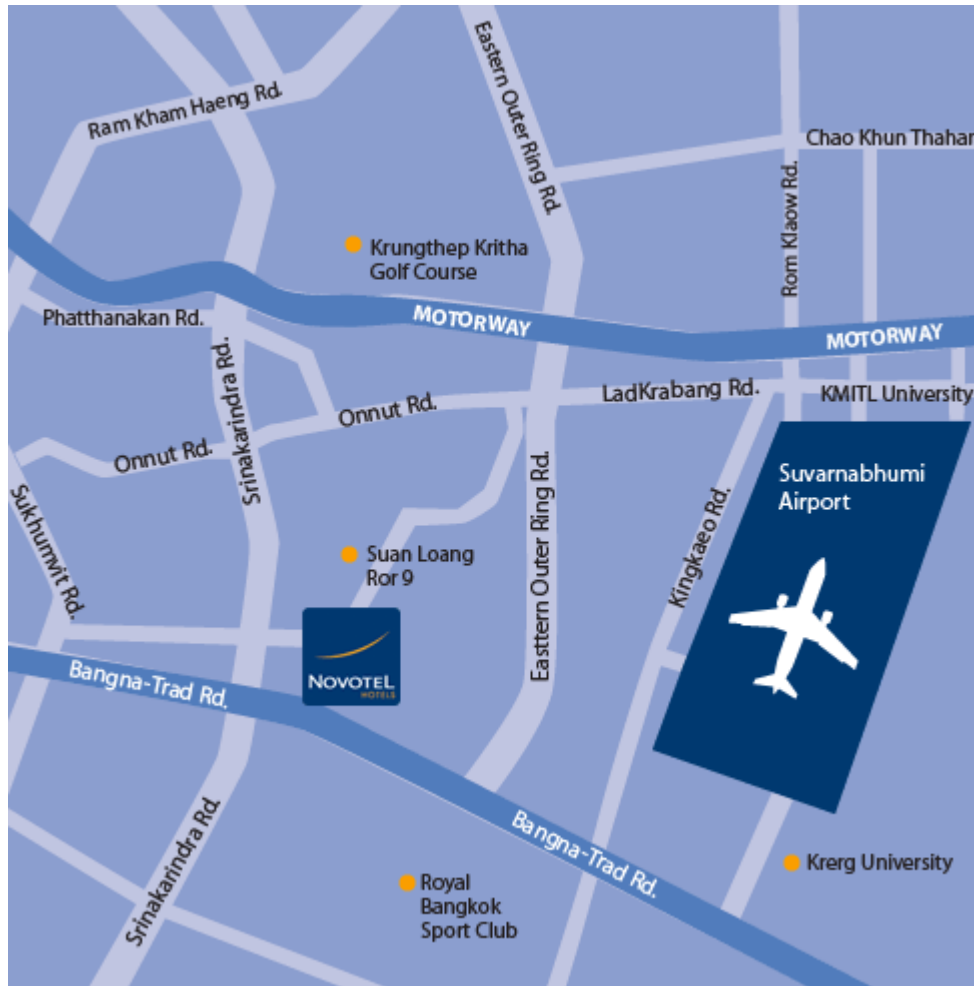 Eastern Outer Ring Rd.
Ram Kham Haeng Rd.
Chao Khun Thahar
Rom Klaow Rd.
Krungthep Kritha
Golf Course
Phatthanakan Rd.
MOTORWAY
MOTORWAY
Srinakarindra Rd.
LadKrabang Rd.
KMITL University
Onnut Rd.
Onnut Rd.
Sukhumvit Rd.
Suvarnabhumi
Airport
Kingkaeo Rd.
Easttern Outer Ring Rd.
Suan Loang
Ror 9
NOVOTEL
HOTELS
Bangna-Trad Rd.
Srinakarindra Rd.
Bangna-Trad Rd.
Krerg University
Royal
Bangkok
Sport Club